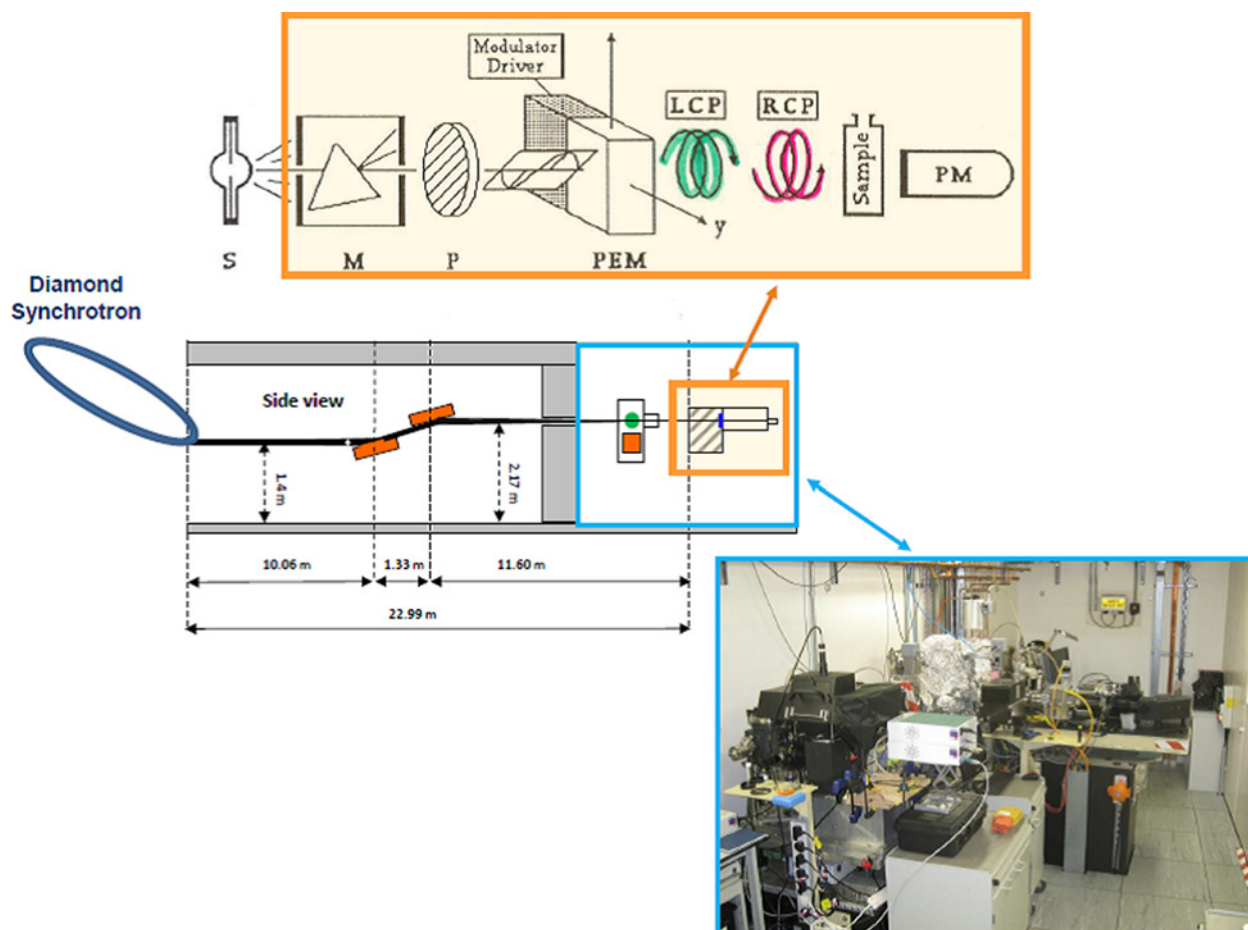 Modulator
Driver
LCP
RCP
Sample
PM
y
S
M
P
PEM
Diamond
Synchrotron
Side view
1.4 m
2.17 m
10.06 m
1.33 m
11.60 m
22.99 m